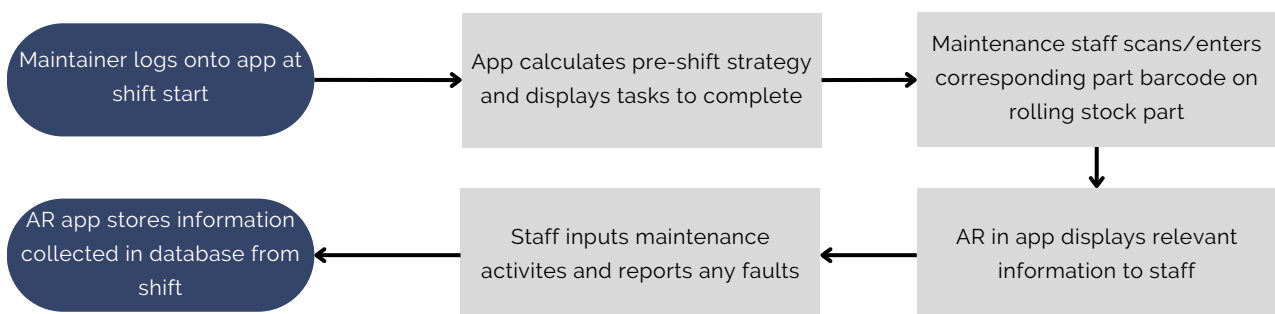 Maintainer logs onto app at
shift start
App calculates pre-shift strategy
and displays tasks to complete
Maintenance staff scans/enters
corresponding part barcode on
rolling stock part
AR in app displays relevant
information to staff
Staff inputs maintenance
activites and reports any faults
AR app stores information
collected in database from
shift